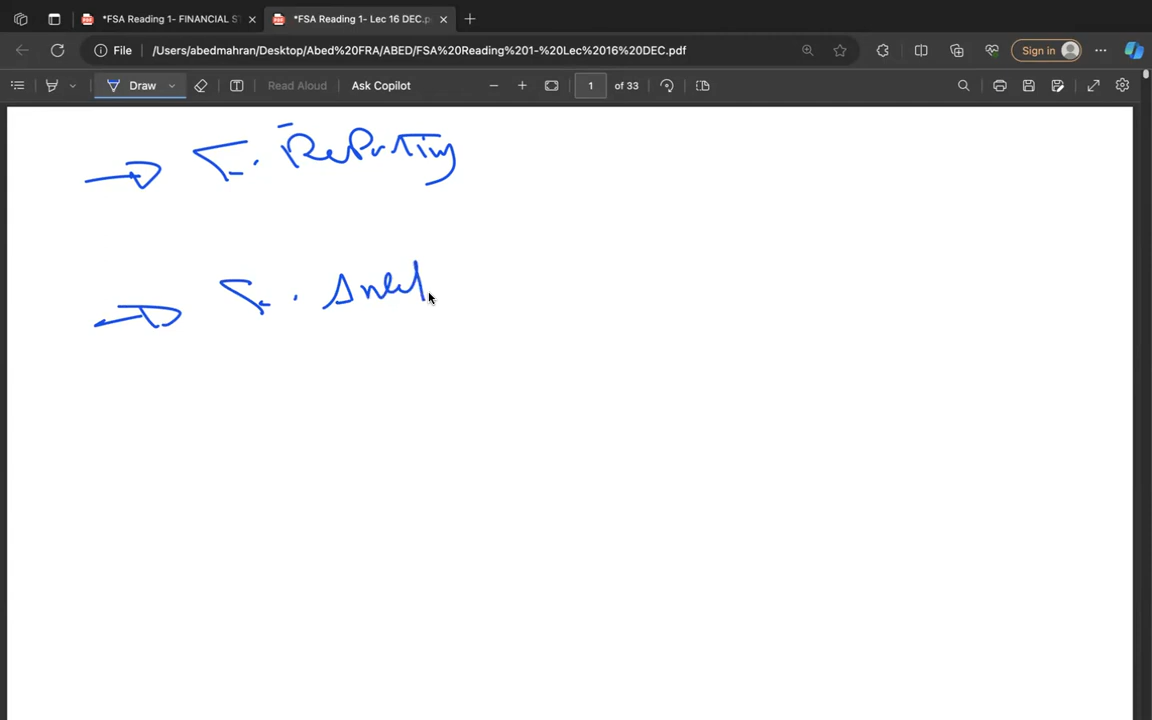 *FSA Reading 1- FINANCIAL S
*FSA Reading 1- Lec 16 DEC.p
File
/Users/abedmahran/Desktop/Abed%20FRA/ABED/FSA%20Reading%201-%20Lec%2016%20DEC.pdf
Sign in
Draw
Read Aloud
Ask Copilot
1 of 33
F. Reporting
F.